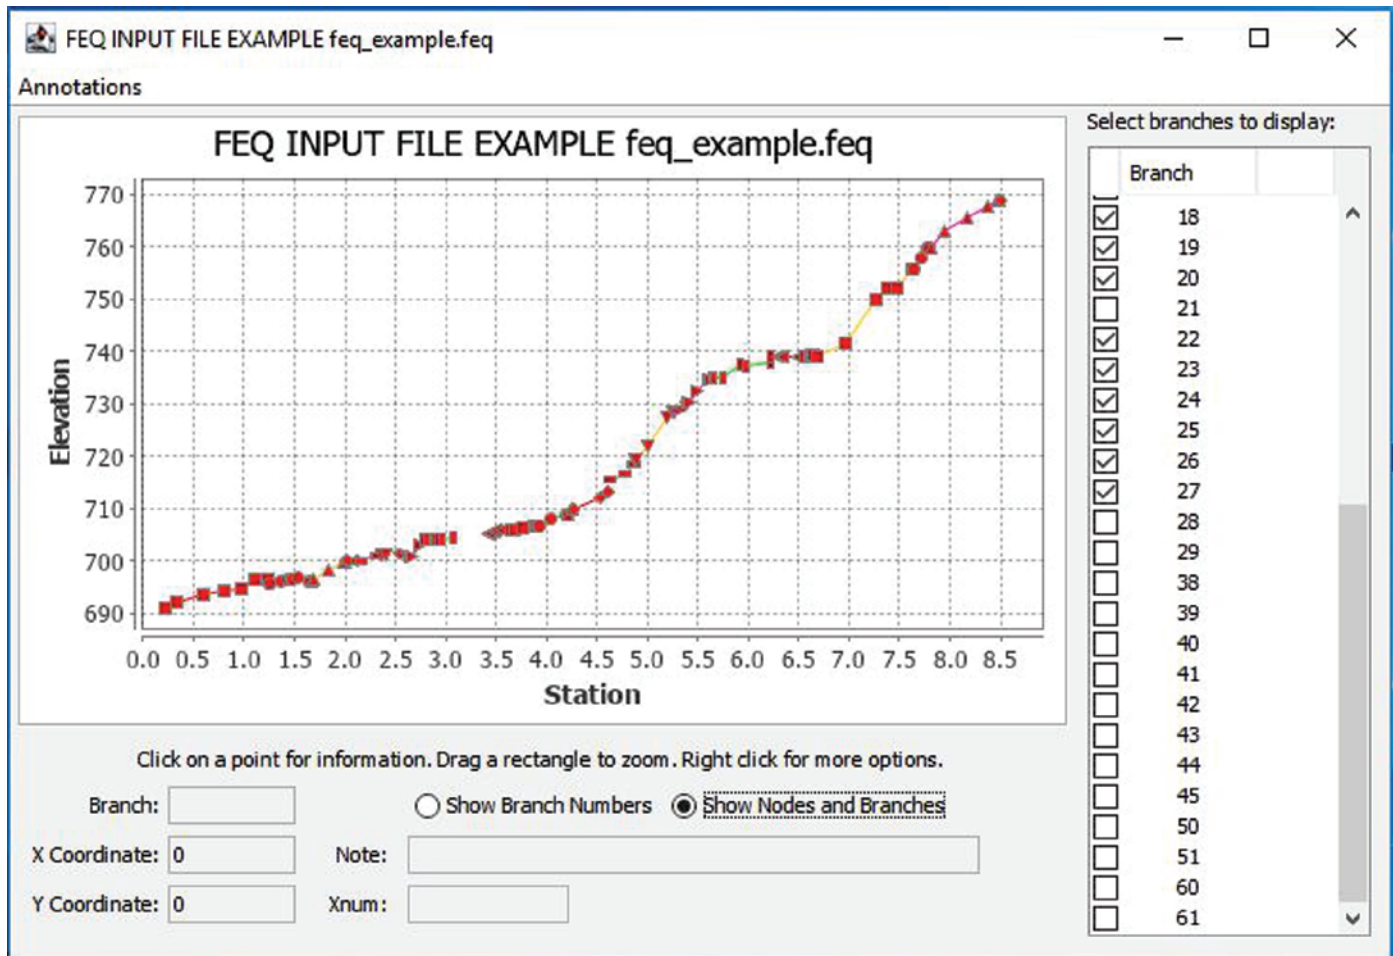 FEQ INPUT FILE EXAMPLE feq_example.feq
Annotations
FEQ INPUT FILE EXAMPLE feq_example.feq
770
760
750
740
730
720
710
700
690
Elevation
0.0 0.5 1.0 1.5 2.0 2.5 3.0 3.5 4.0 4.5 5.0 5.5 6.0 6.5 7.0 7.5 8.0 8.5
Station
Select branches to display:
Branch
18
19
20
21
22
23
24
25
26
27
28
29
38
39
40
41
42
43
44
45
50
51
60
61
Click on a point for information. Drag a rectangle to zoom. Right click for more options.
Branch: Show Branch Numbers Show Nodes and Branches
X Coordinate: 0 Note:
Y Coordinate: 0 Xnum: